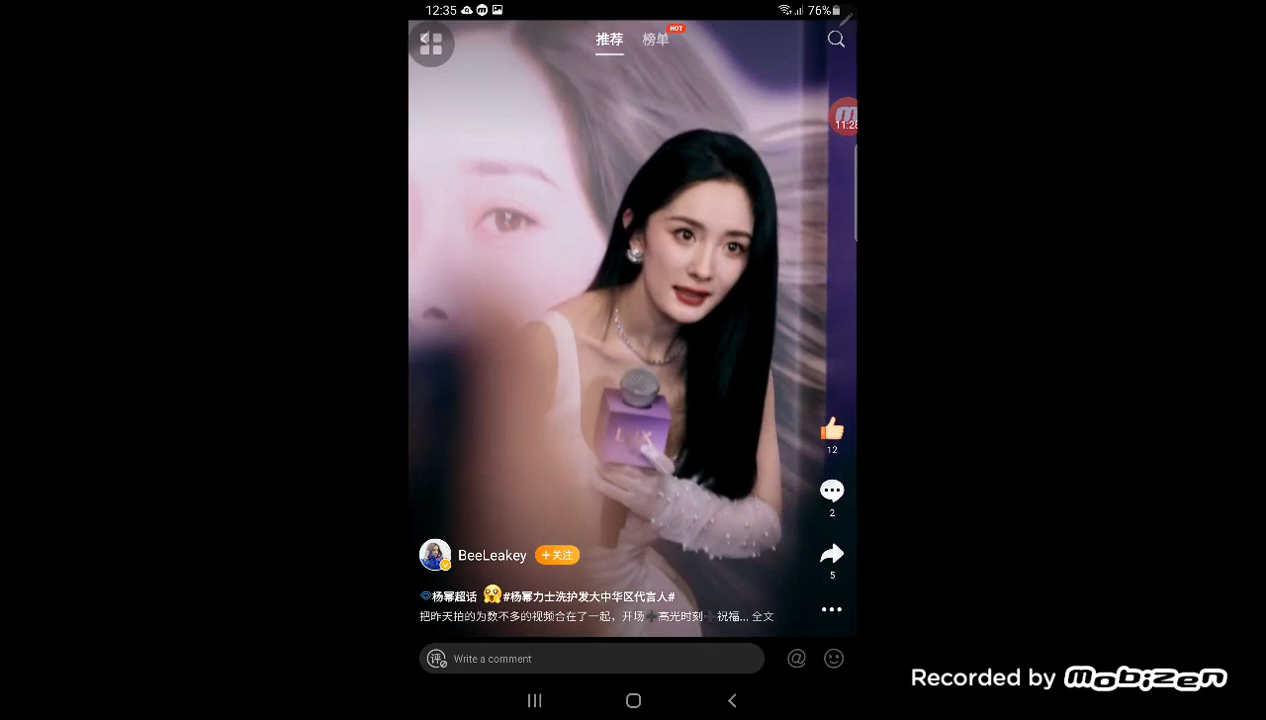 12:35
76%
推荐
榜单
HOT
11:25
LUX
12
2
5
BeeLeakey
+关注
杨幂超话 #杨幂力士洗护发大中华区代言人#
把昨天拍的为数不多的视频合在了一起，开场➕高光时刻➕祝福... 全文
评 Write a comment
@
Recorded by mobizen